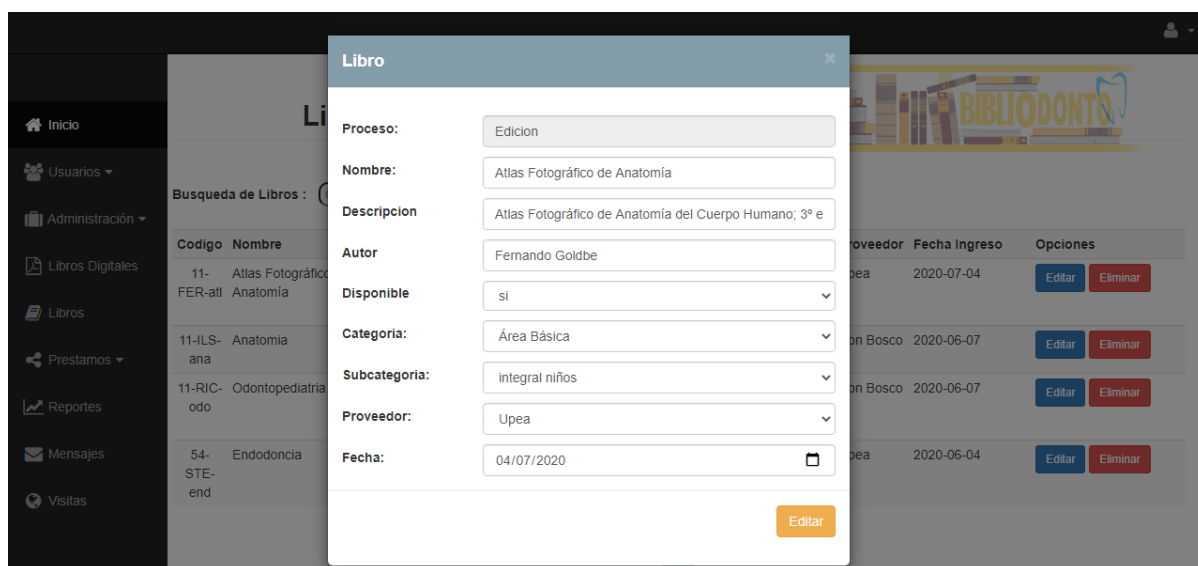 Libro
×
Li
BIBLIODONTO
Inicio
Usuarios
Administración
Libros Digitales
Libros
Prestamos
Reportes
Mensajes
Visitas
Busqueda de Libros :
Proceso: Edicion
Nombre: Atlas Fotográfico de Anatomía
Descripcion Atlas Fotográfico de Anatomía del Cuerpo Humano; 3º e
Autor Fernando Goldbe
Disponible si
Categoria: Área Básica
Subcategoria: integral niños
Proveedor: Upea
Fecha: 04/07/2020
Editar
Codigo Nombre roveedor Fecha Ingreso Opciones
11- Atlas Fotográfico pea 2020-07-04 Editar Eliminar
FER-atl Anatomía
11-ILS- Anatomia on Bosco 2020-06-07 Editar Eliminar
ana
11-RIC- Odontopediatria on Bosco 2020-06-07 Editar Eliminar
odo
54- Endodoncia pea 2020-06-04 Editar Eliminar
STE-
end